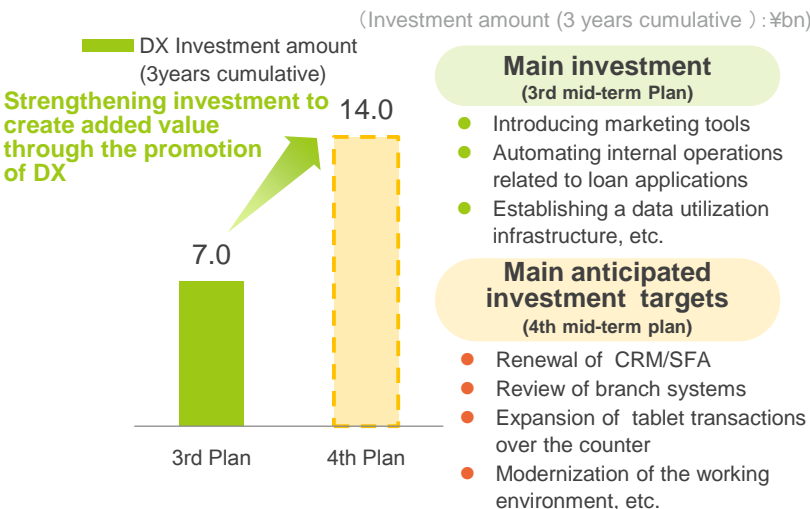 （Investment amount (3 years cumulative ）: ¥bn)
DX Investment amount
(3years cumulative)
Strengthening investment to
create added value
through the promotion
of DX
14.0
7.0
3rd Plan
4th Plan
Main investment
(3rd mid-term Plan)
● Introducing marketing tools
● Automating internal operations
related to loan applications
● Establishing a data utilization
infrastructure, etc.
Main anticipated
investment targets
(4th mid-term plan)
● Renewal of CRM/SFA
● Review of branch systems
● Expansion of tablet transactions
over the counter
● Modernization of the working
environment, etc.